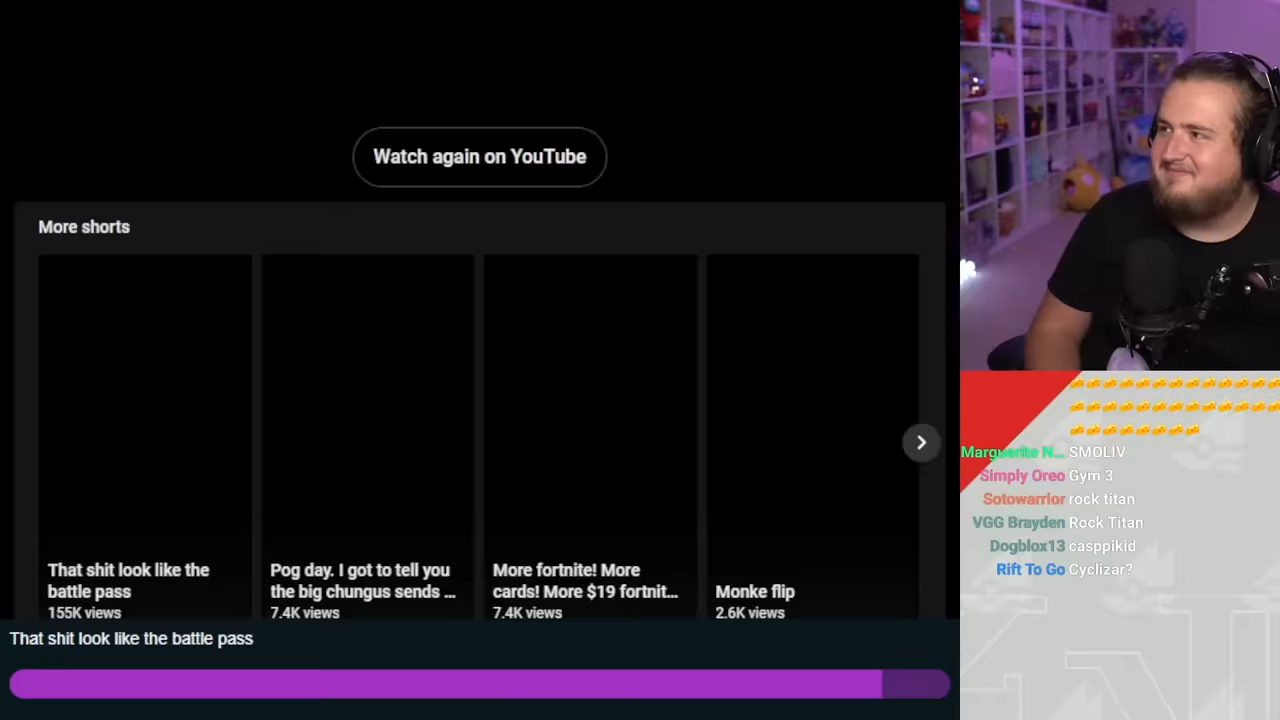 Watch again on YouTube
More shorts
That shit look like the
battle pass
155K views
Pog day. I got to tell you
the big chungus sends ...
7.4K views
More fortnite! More
cards! More $19 fortnit...
7.4K views
Monke flip
2.6K views
That shit look like the battle pass
Marguerite N... SMOLIV
Simply Oreo Gym 3
Sotowarrior rock titan
VGG Brayden Rock Titan
Dogblox13 casppikid
Rift To Go Cyclizar?